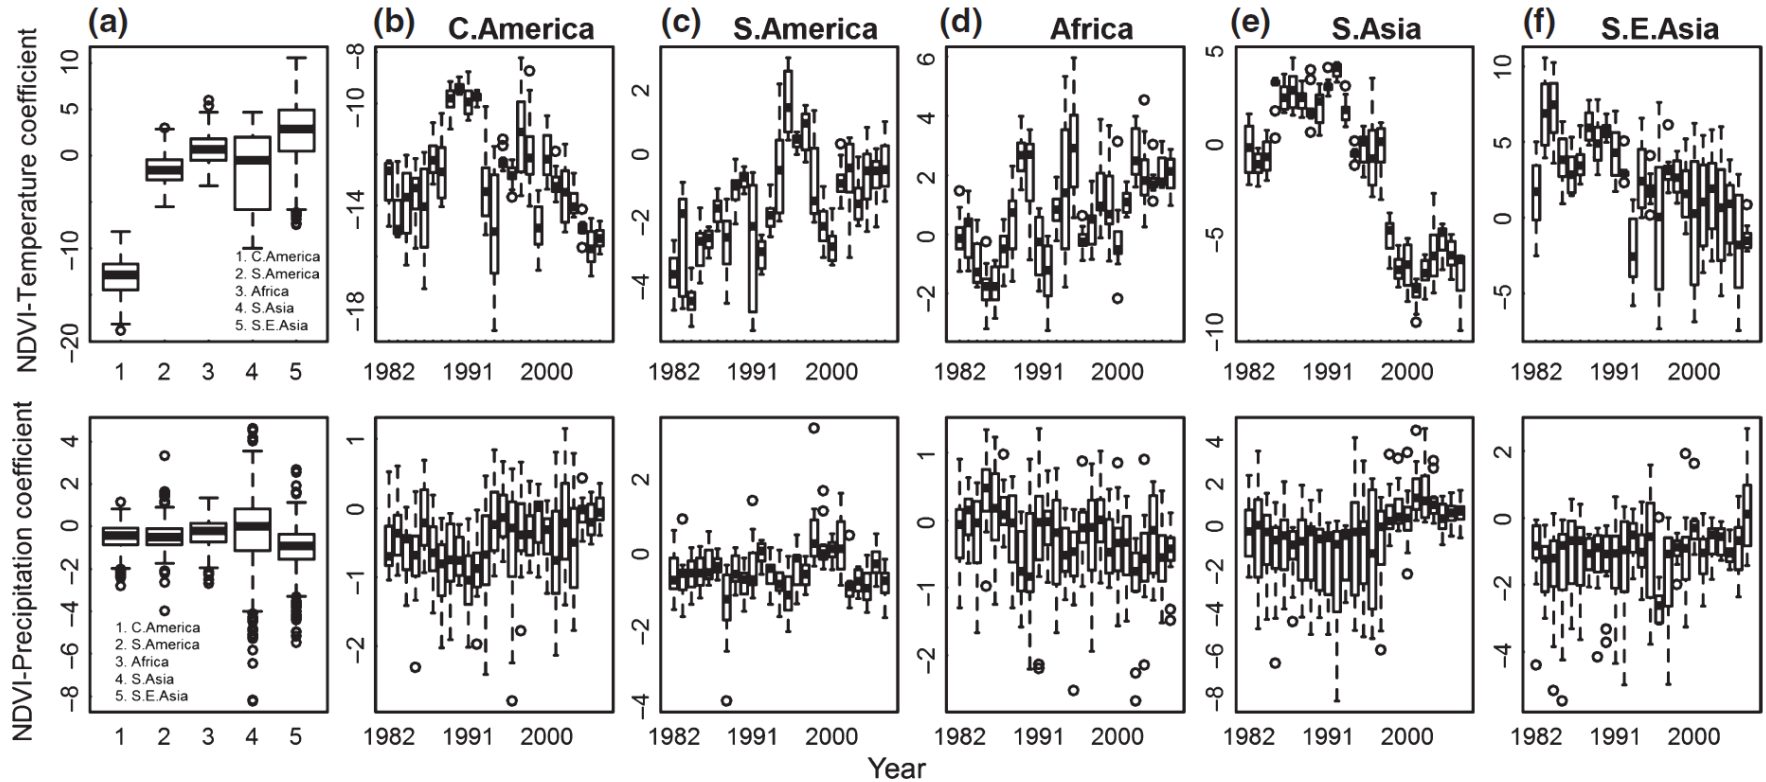 (a) (b) C.America (c) S.America (d) Africa (e) S.Asia (f) S.E.Asia
NDVI-Temperature coefficient
10
5
0
−10
−20
1. C.America
2. S.America
3. Africa
4. S.Asia
5. S.E.Asia
1 2 3 4 5
−8
−10
−14
−18
1982 1991 2000
2
0
−2
−4
1982 1991 2000
6
4
2
0
−2
1982 1991 2000
5
0
−5
−10
1982 1991 2000
10
5
0
−5
1982 1991 2000
NDVI-Precipitation coefficient
4
2
0
−2
−4
−6
−8
1. C.America
2. S.America
3. Africa
4. S.Asia
5. S.E.Asia
1 2 3 4 5
1
0
−1
−2
1982 1991 2000
2
0
−2
−4
1982 1991 2000
1
0
−1
−2
1982 1991 2000
4
2
0
−2
−4
−6
−8
1982 1991 2000
2
0
−2
−4
1982 1991 2000
Year